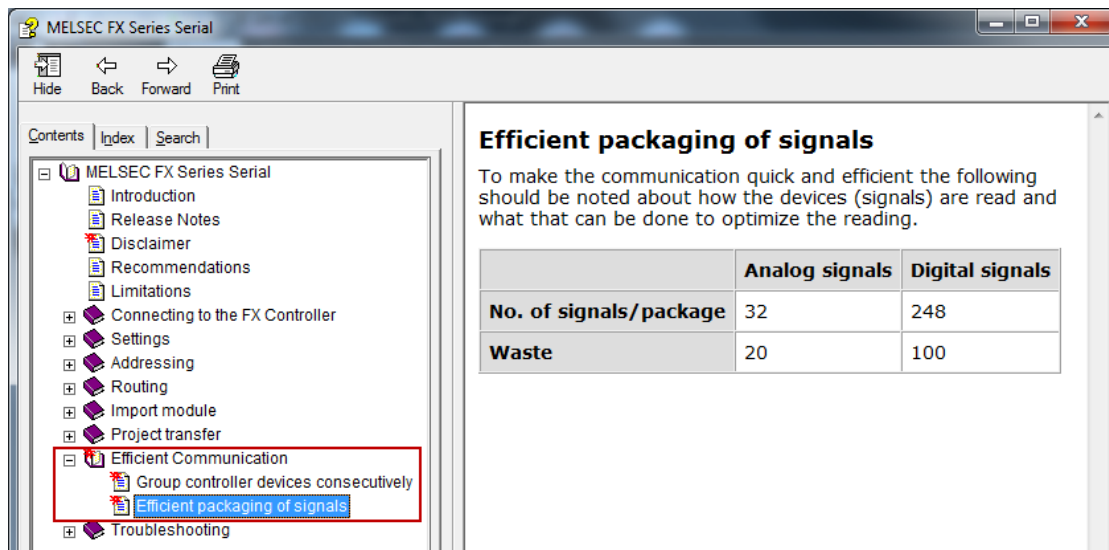 MELSEC FX Series Serial
Hide Back Forward Print
Contents Index Search
MELSEC FX Series Serial
Introduction
Release Notes
Disclaimer
Recommendations
Limitations
Connecting to the FX Controller
Settings
Addressing
Routing
Import module
Project transfer
Efficient Communication
Group controller devices consecutively
Efficient packaging of signals
Troubleshooting
Efficient packaging of signals
To make the communication quick and efficient the following
should be noted about how the devices (signals) are read and
what that can be done to optimize the reading.
Analog signals Digital signals
No. of signals/package 32 248
Waste 20 100